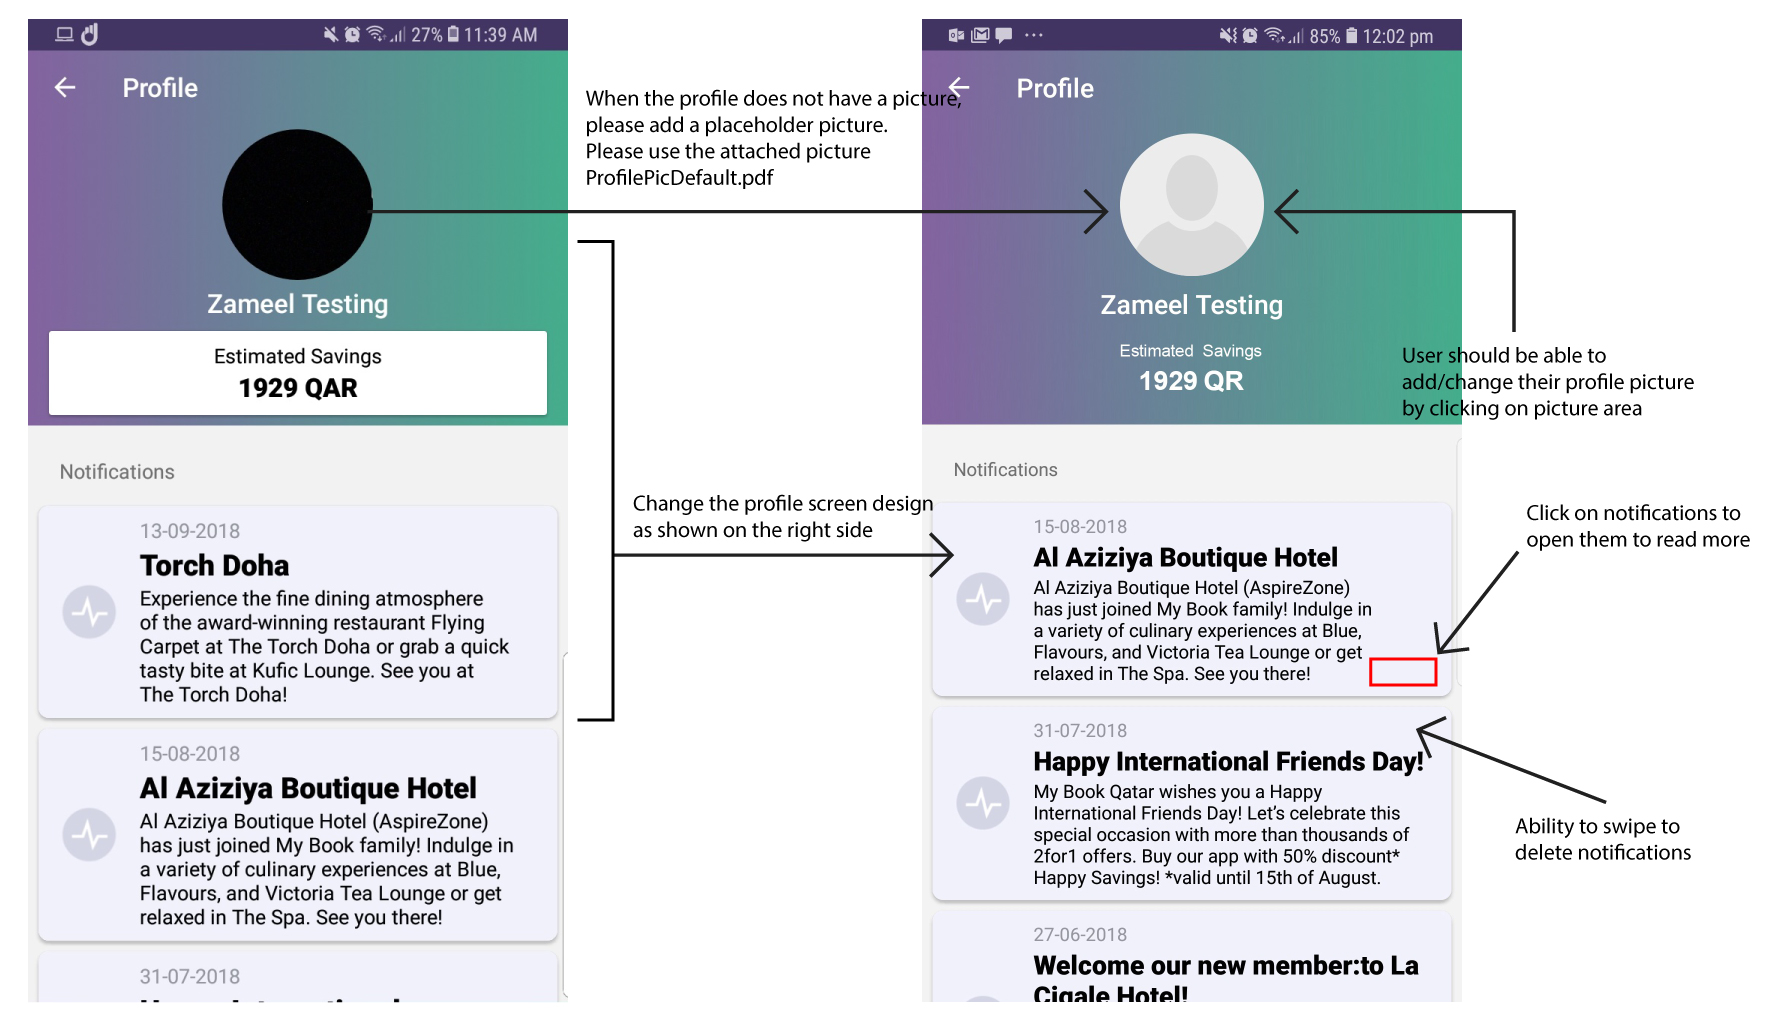 27% 11:39 AM
Profile
Zameel Testing
Estimated Savings
1929 QAR
Notifications
13-09-2018
Torch Doha
Experience the fine dining atmosphere
of the award-winning restaurant Flying
Carpet at The Torch Doha or grab a quick
tasty bite at Kufic Lounge. See you at
The Torch Doha!
15-08-2018
Al Aziziya Boutique Hotel
Al Aziziya Boutique Hotel (AspireZone)
has just joined My Book family! Indulge in
a variety of culinary experiences at Blue,
Flavours, and Victoria Tea Lounge or get
relaxed in The Spa. See you there!
31-07-2018
When the profile does not have a picture,
please add a placeholder picture.
Please use the attached picture
ProfilePicDefault.pdf
Change the profile screen design
as shown on the right side
85% 12:02 pm
Profile
Zameel Testing
Estimated Savings
1929 QR
Notifications
15-08-2018
Al Aziziya Boutique Hotel
Al Aziziya Boutique Hotel (AspireZone)
has just joined My Book family! Indulge in
a variety of culinary experiences at Blue,
Flavours, and Victoria Tea Lounge or get
relaxed in The Spa. See you there!
31-07-2018
Happy International Friends Day!
My Book Qatar wishes you a Happy
International Friends Day! Let's celebrate this
special occasion with more than thousands of
2for1 offers. Buy our app with 50% discount*
Happy Savings! *valid until 15th of August.
27-06-2018
Welcome our new member:to La
Cigale Hotel!
User should be able to
add/change their profile picture
by clicking on picture area
Click on notifications to
open them to read more
Ability to swipe to
delete notifications